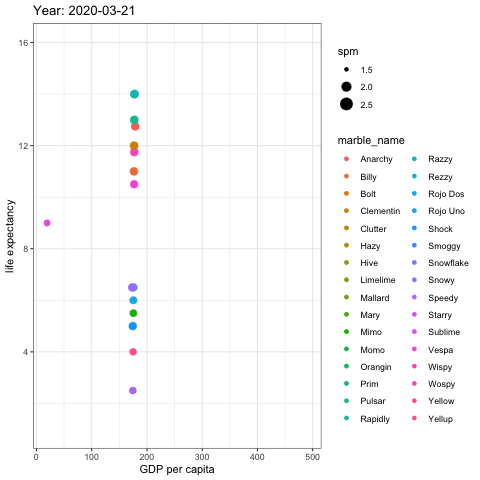 Year: 2020-03-21
16
12
8
4
life expectancy
0
100
200
300
400
500
GDP per capita
spm
1.5
2.0
2.5
marble_name
Anarchy
Billy
Bolt
Clementin
Clutter
Hazy
Hive
Limelime
Mallard
Mary
Mimo
Momo
Orangin
Prim
Pulsar
Rapidly
Razzy
Rezzy
Rojo Dos
Rojo Uno
Shock
Smoggy
Snowflake
Snowy
Speedy
Starry
Sublime
Vespa
Wispy
Wospy
Yellow
Yellup